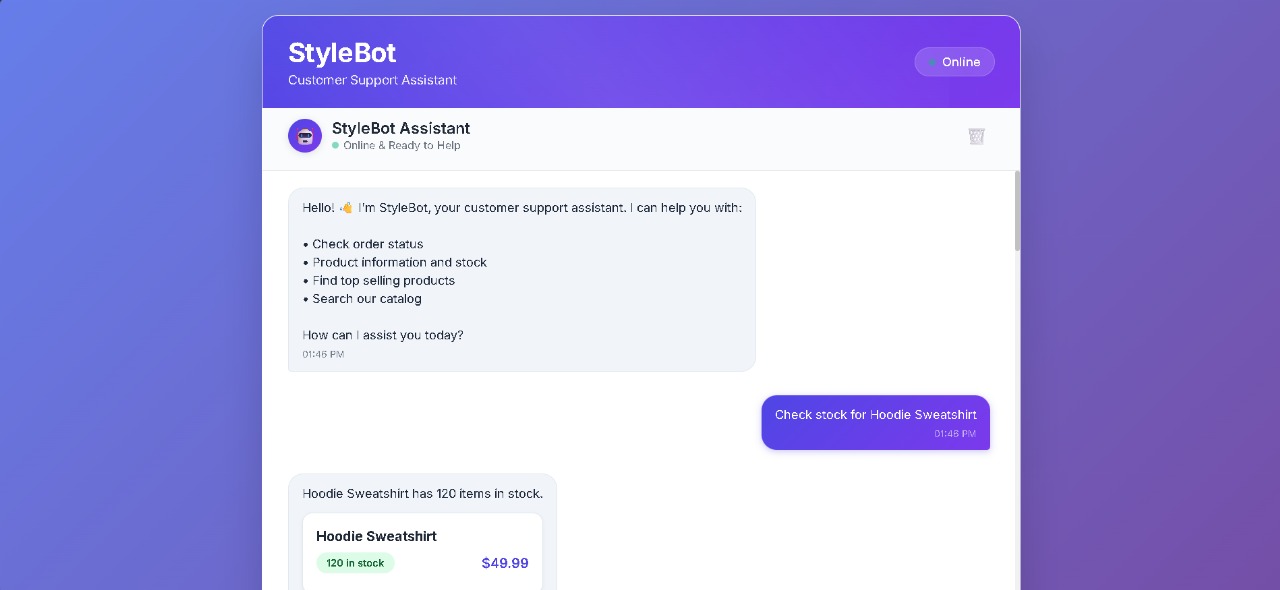 StyleBot
Customer Support Assistant
Online
StyleBot Assistant
Online & Ready to Help
Hello! 👋 I'm StyleBot, your customer support assistant. I can help you with:
• Check order status
• Product information and stock
• Find top selling products
• Search our catalog
How can I assist you today?
01:46 PM
Check stock for Hoodie Sweatshirt
01:46 PM
Hoodie Sweatshirt has 120 items in stock.
Hoodie Sweatshirt
120 in stock
$49.99